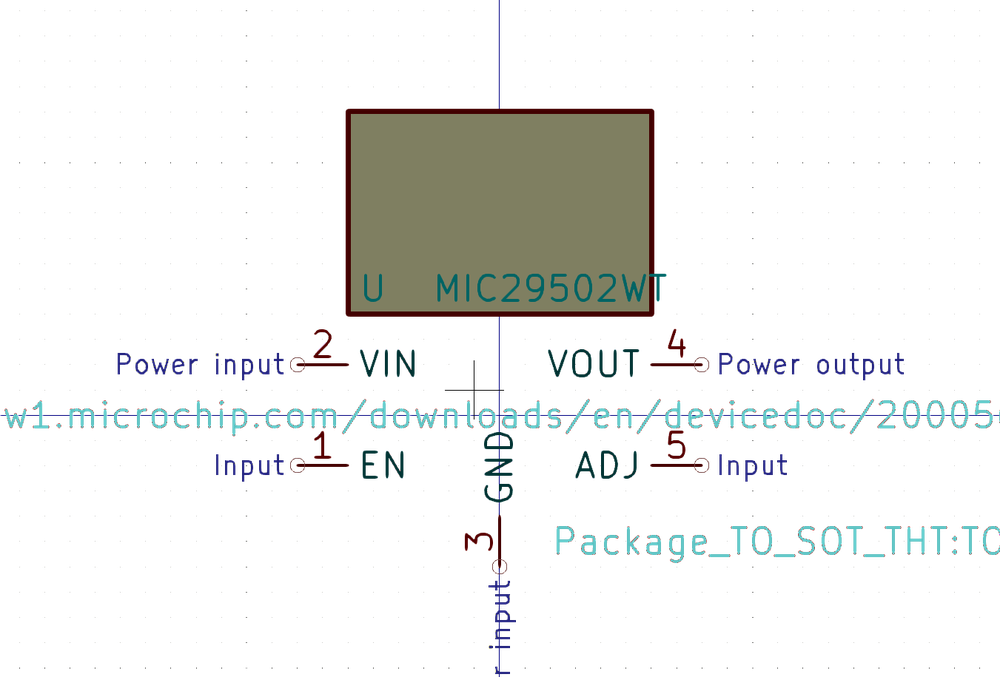 U MIC29502WT
Power input 2 VIN VOUT 4 Power output
w1.microchip.com/downloads/en/devicedoc/20005
Input 1 EN GND ADJ 5 Input
3 Package_TO_SOT_THT:TO
r input